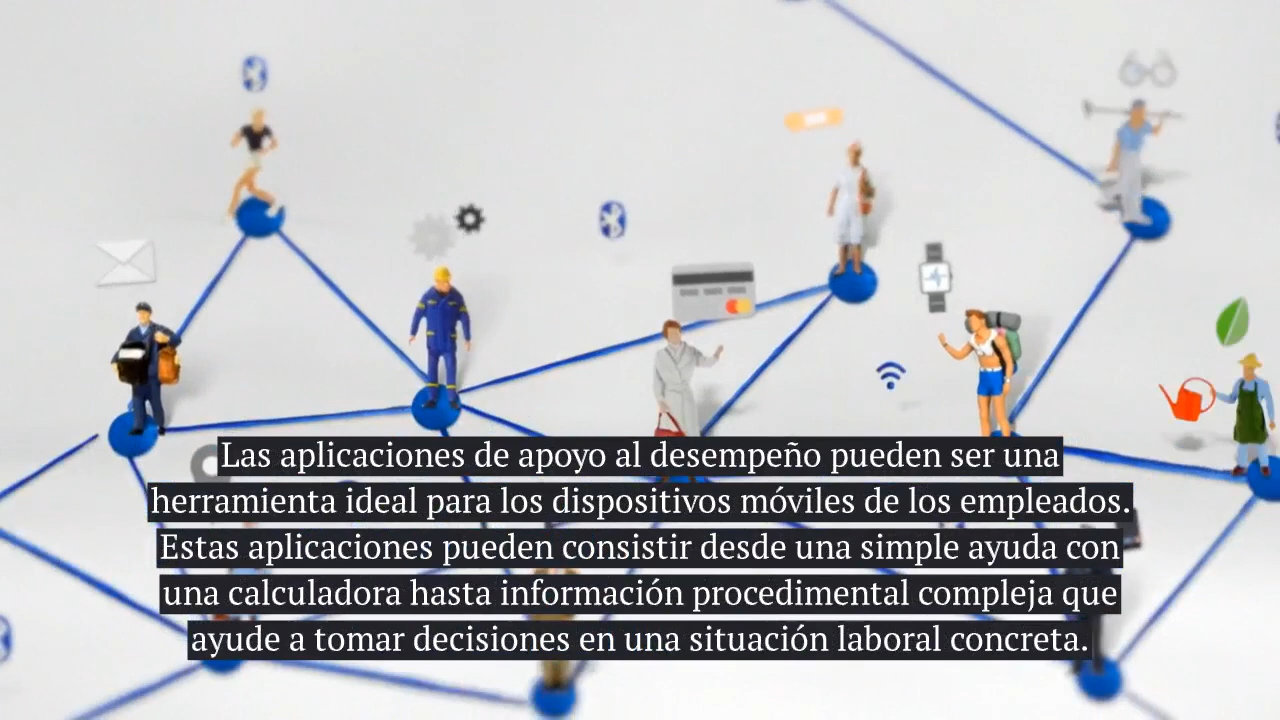 Las aplicaciones de apoyo al desempeño pueden ser una
herramienta ideal para los dispositivos móviles de los empleados.
Estas aplicaciones pueden consistir desde una simple ayuda con
una calculadora hasta información procedimental compleja que
ayude a tomar decisiones en una situación laboral concreta.